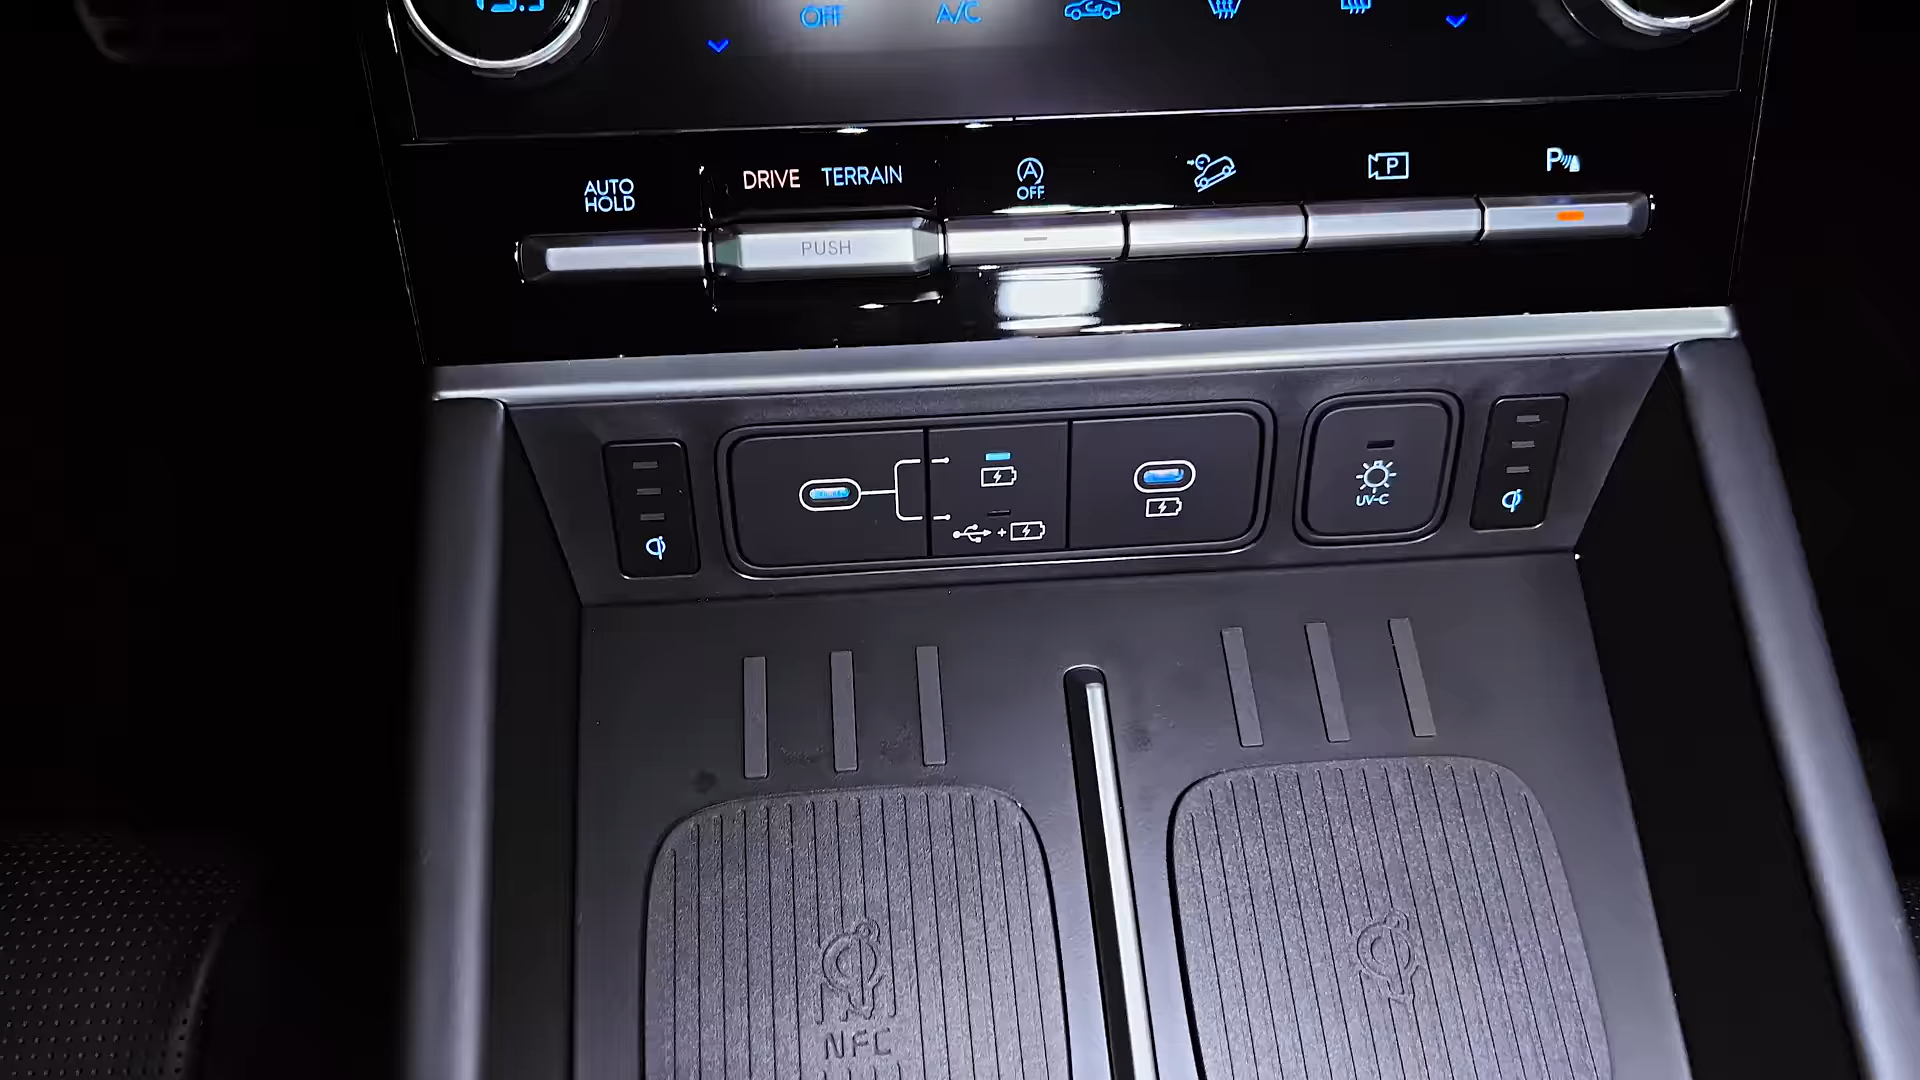 OFF
A/C
AUTO
HOLD
DRIVE TERRAIN
A
OFF
P
P
PUSH
+
UV-C
NFC